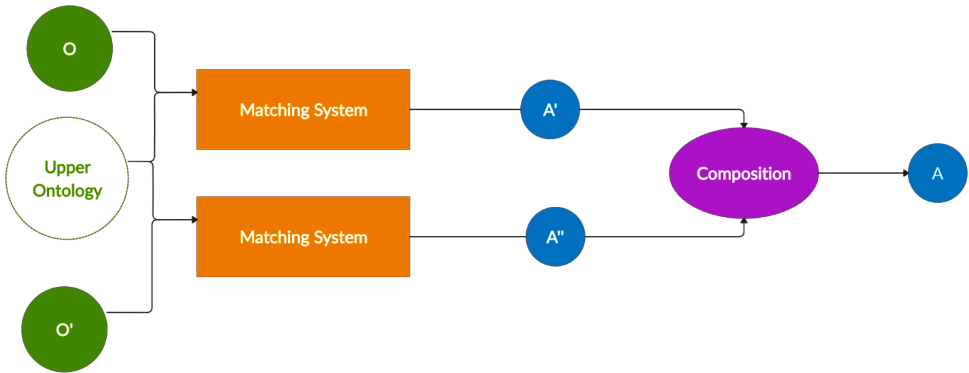 O
Matching System
A'
Upper
Ontology
Composition
A
Matching System
A"
O'